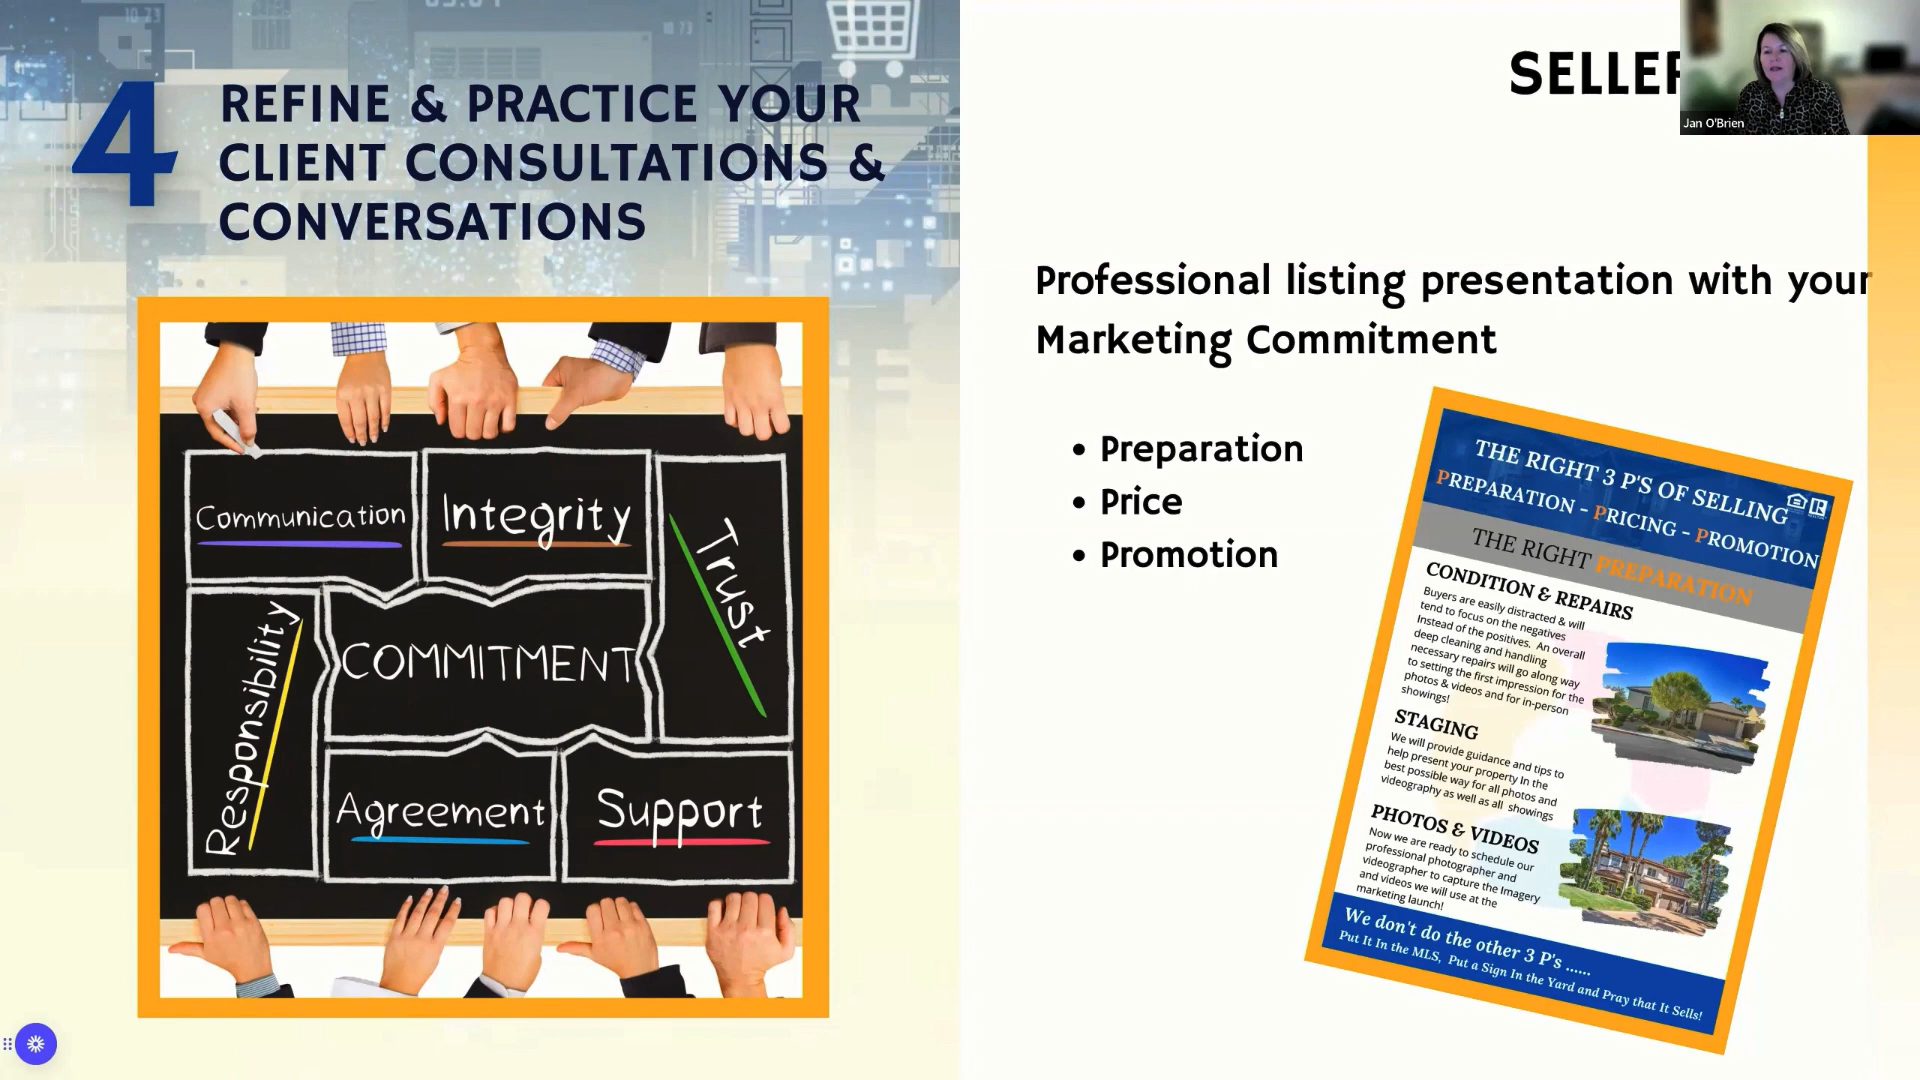 4
REFINE & PRACTICE YOUR
CLIENT CONSULTATIONS &
CONVERSATIONS
Communication
Integrity
Trust
Responsibility
COMMITMENT
Agreement
Support
SELLER
Jan O'Brien
Professional listing presentation with your
Marketing Commitment
• Preparation
• Price
• Promotion
THE RIGHT 3 P'S OF SELLING
PREPARATION - PRICING - PROMOTION
THE RIGHT PREPARATION
CONDITION & REPAIRS
Buyers are easily distracted & will
tend to focus on the negatives
Instead of the positives. An overall
deep cleaning and handling
necessary repairs will go along way
to setting the first impression for the
photos & videos and for in-person
showings!
STAGING
We will provide guidance and tips to
help present your property In the
best possible way for all photos and
videography as well as all showings
PHOTOS & VIDEOS
Now we are ready to schedule our
professional photographer and
videographer to capture the Imagery
and videos we will use at the
marketing launch!
We don't do the other 3 P's ......
Put It In the MLS, Put a Sign In the Yard and Pray that It Sells!